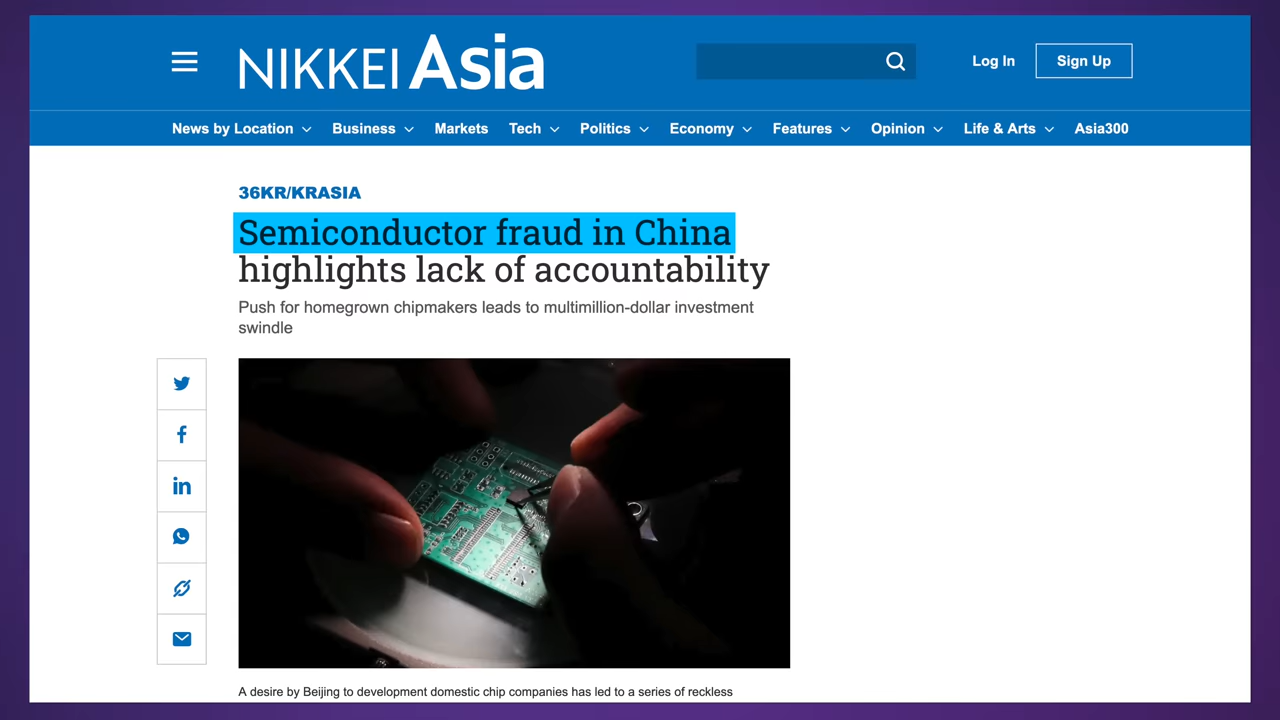 NIKKEI Asia
Log In
Sign Up
News by Location
Business
Markets
Tech
Politics
Economy
Features
Opinion
Life & Arts
Asia300
36KR/KRASIA
Semiconductor fraud in China
highlights lack of accountability
Push for homegrown chipmakers leads to multimillion-dollar investment
swindle
A desire by Beijing to development domestic chip companies has led to a series of reckless